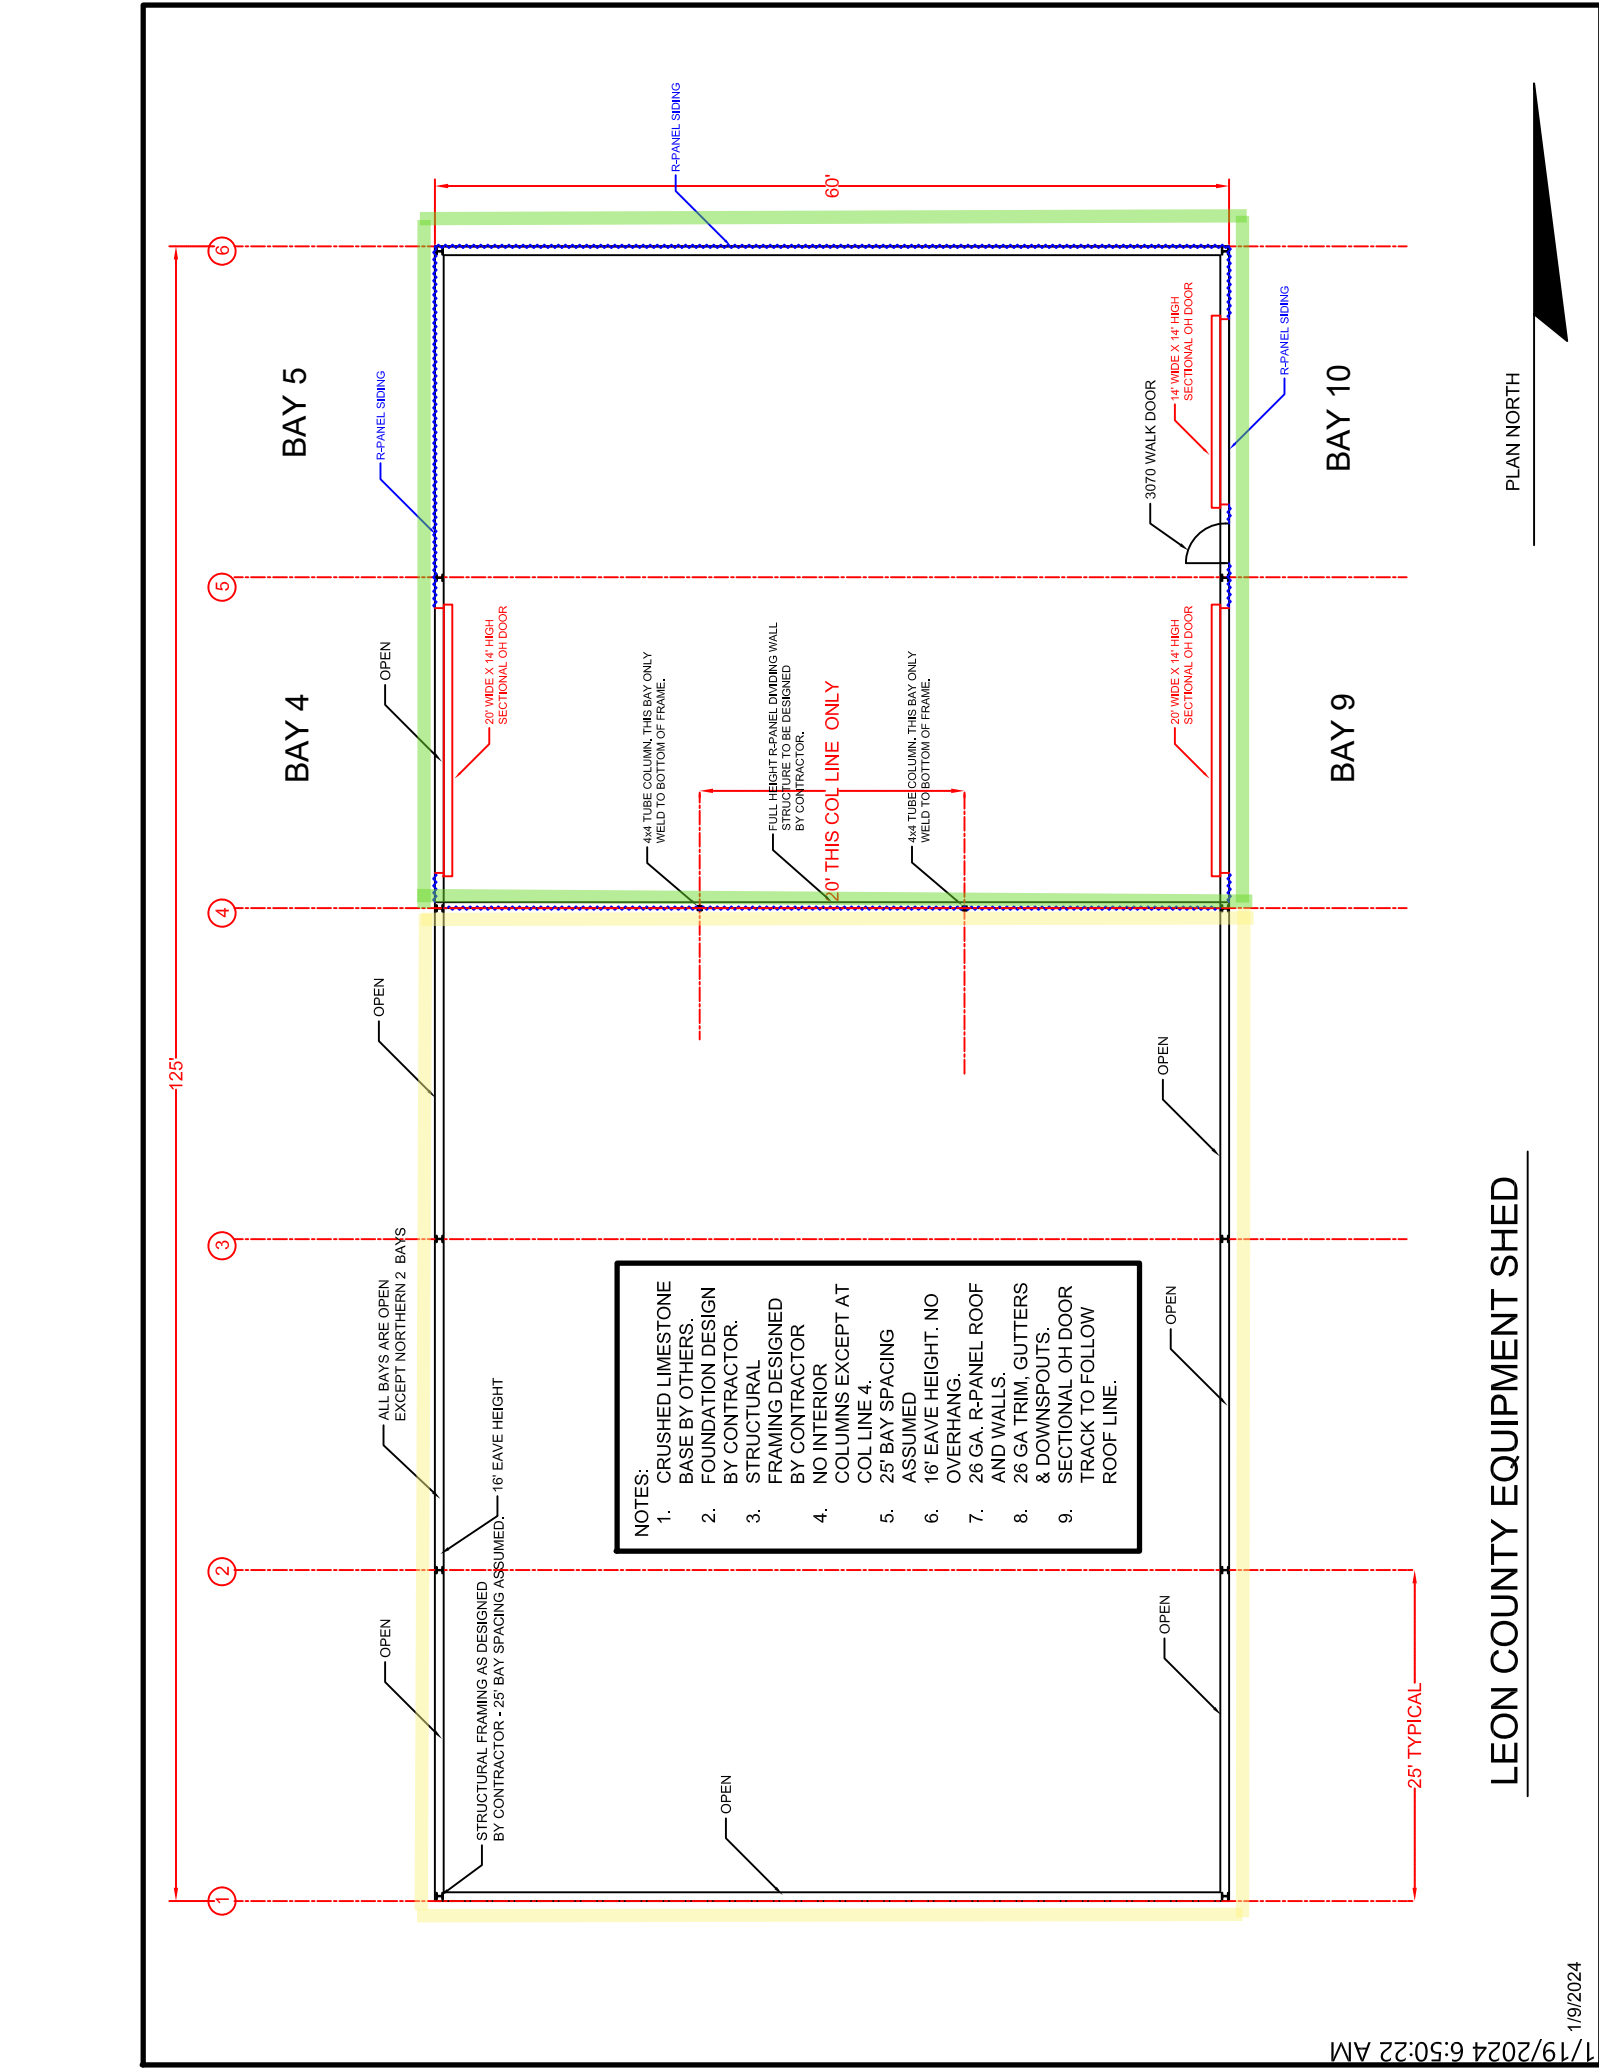 125'
1
2
3
4
5
6
BAY 4
BAY 5
R-PANEL SIDING
OPEN
OPEN
ALL BAYS ARE OPEN
EXCEPT NORTHERN 2 BAYS
OPEN
16' EAVE HEIGHT
STRUCTURAL FRAMING AS DESIGNED
BY CONTRACTOR - 25' BAY SPACING ASSUMED.
20' WIDE X 14' HIGH
SECTIONAL OH DOOR
R-PANEL SIDING
60'
4x4 TUBE COLUMN. THIS BAY ONLY
WELD TO BOTTOM OF FRAME.
FULL HEIGHT R-PANEL DIVIDING WALL
STRUCTURE TO BE DESIGNED
BY CONTRACTOR.
20' THIS COL LINE ONLY
4x4 TUBE COLUMN. THIS BAY ONLY
WELD TO BOTTOM OF FRAME.
OPEN
NOTES:
1. CRUSHED LIMESTONE
BASE BY OTHERS.
2. FOUNDATION DESIGN
BY CONTRACTOR.
3. STRUCTURAL
FRAMING DESIGNED
BY CONTRACTOR
4. NO INTERIOR
COLUMNS EXCEPT AT
COL LINE 4.
5. 25' BAY SPACING
ASSUMED
6. 16' EAVE HEIGHT. NO
OVERHANG.
7. 26 GA. R-PANEL ROOF
AND WALLS.
8. 26 GA TRIM, GUTTERS
& DOWNSPOUTS.
9. SECTIONAL OH DOOR
TRACK TO FOLLOW
ROOF LINE.
OPEN
OPEN
OPEN
20' WIDE X 14' HIGH
SECTIONAL OH DOOR
3070 WALK DOOR
14' WIDE X 14' HIGH
SECTIONAL OH DOOR
R-PANEL SIDING
BAY 9
BAY 10
25' TYPICAL
LEON COUNTY EQUIPMENT SHED
PLAN NORTH
1/9/2024
1/19/2024 6:50:22 AM